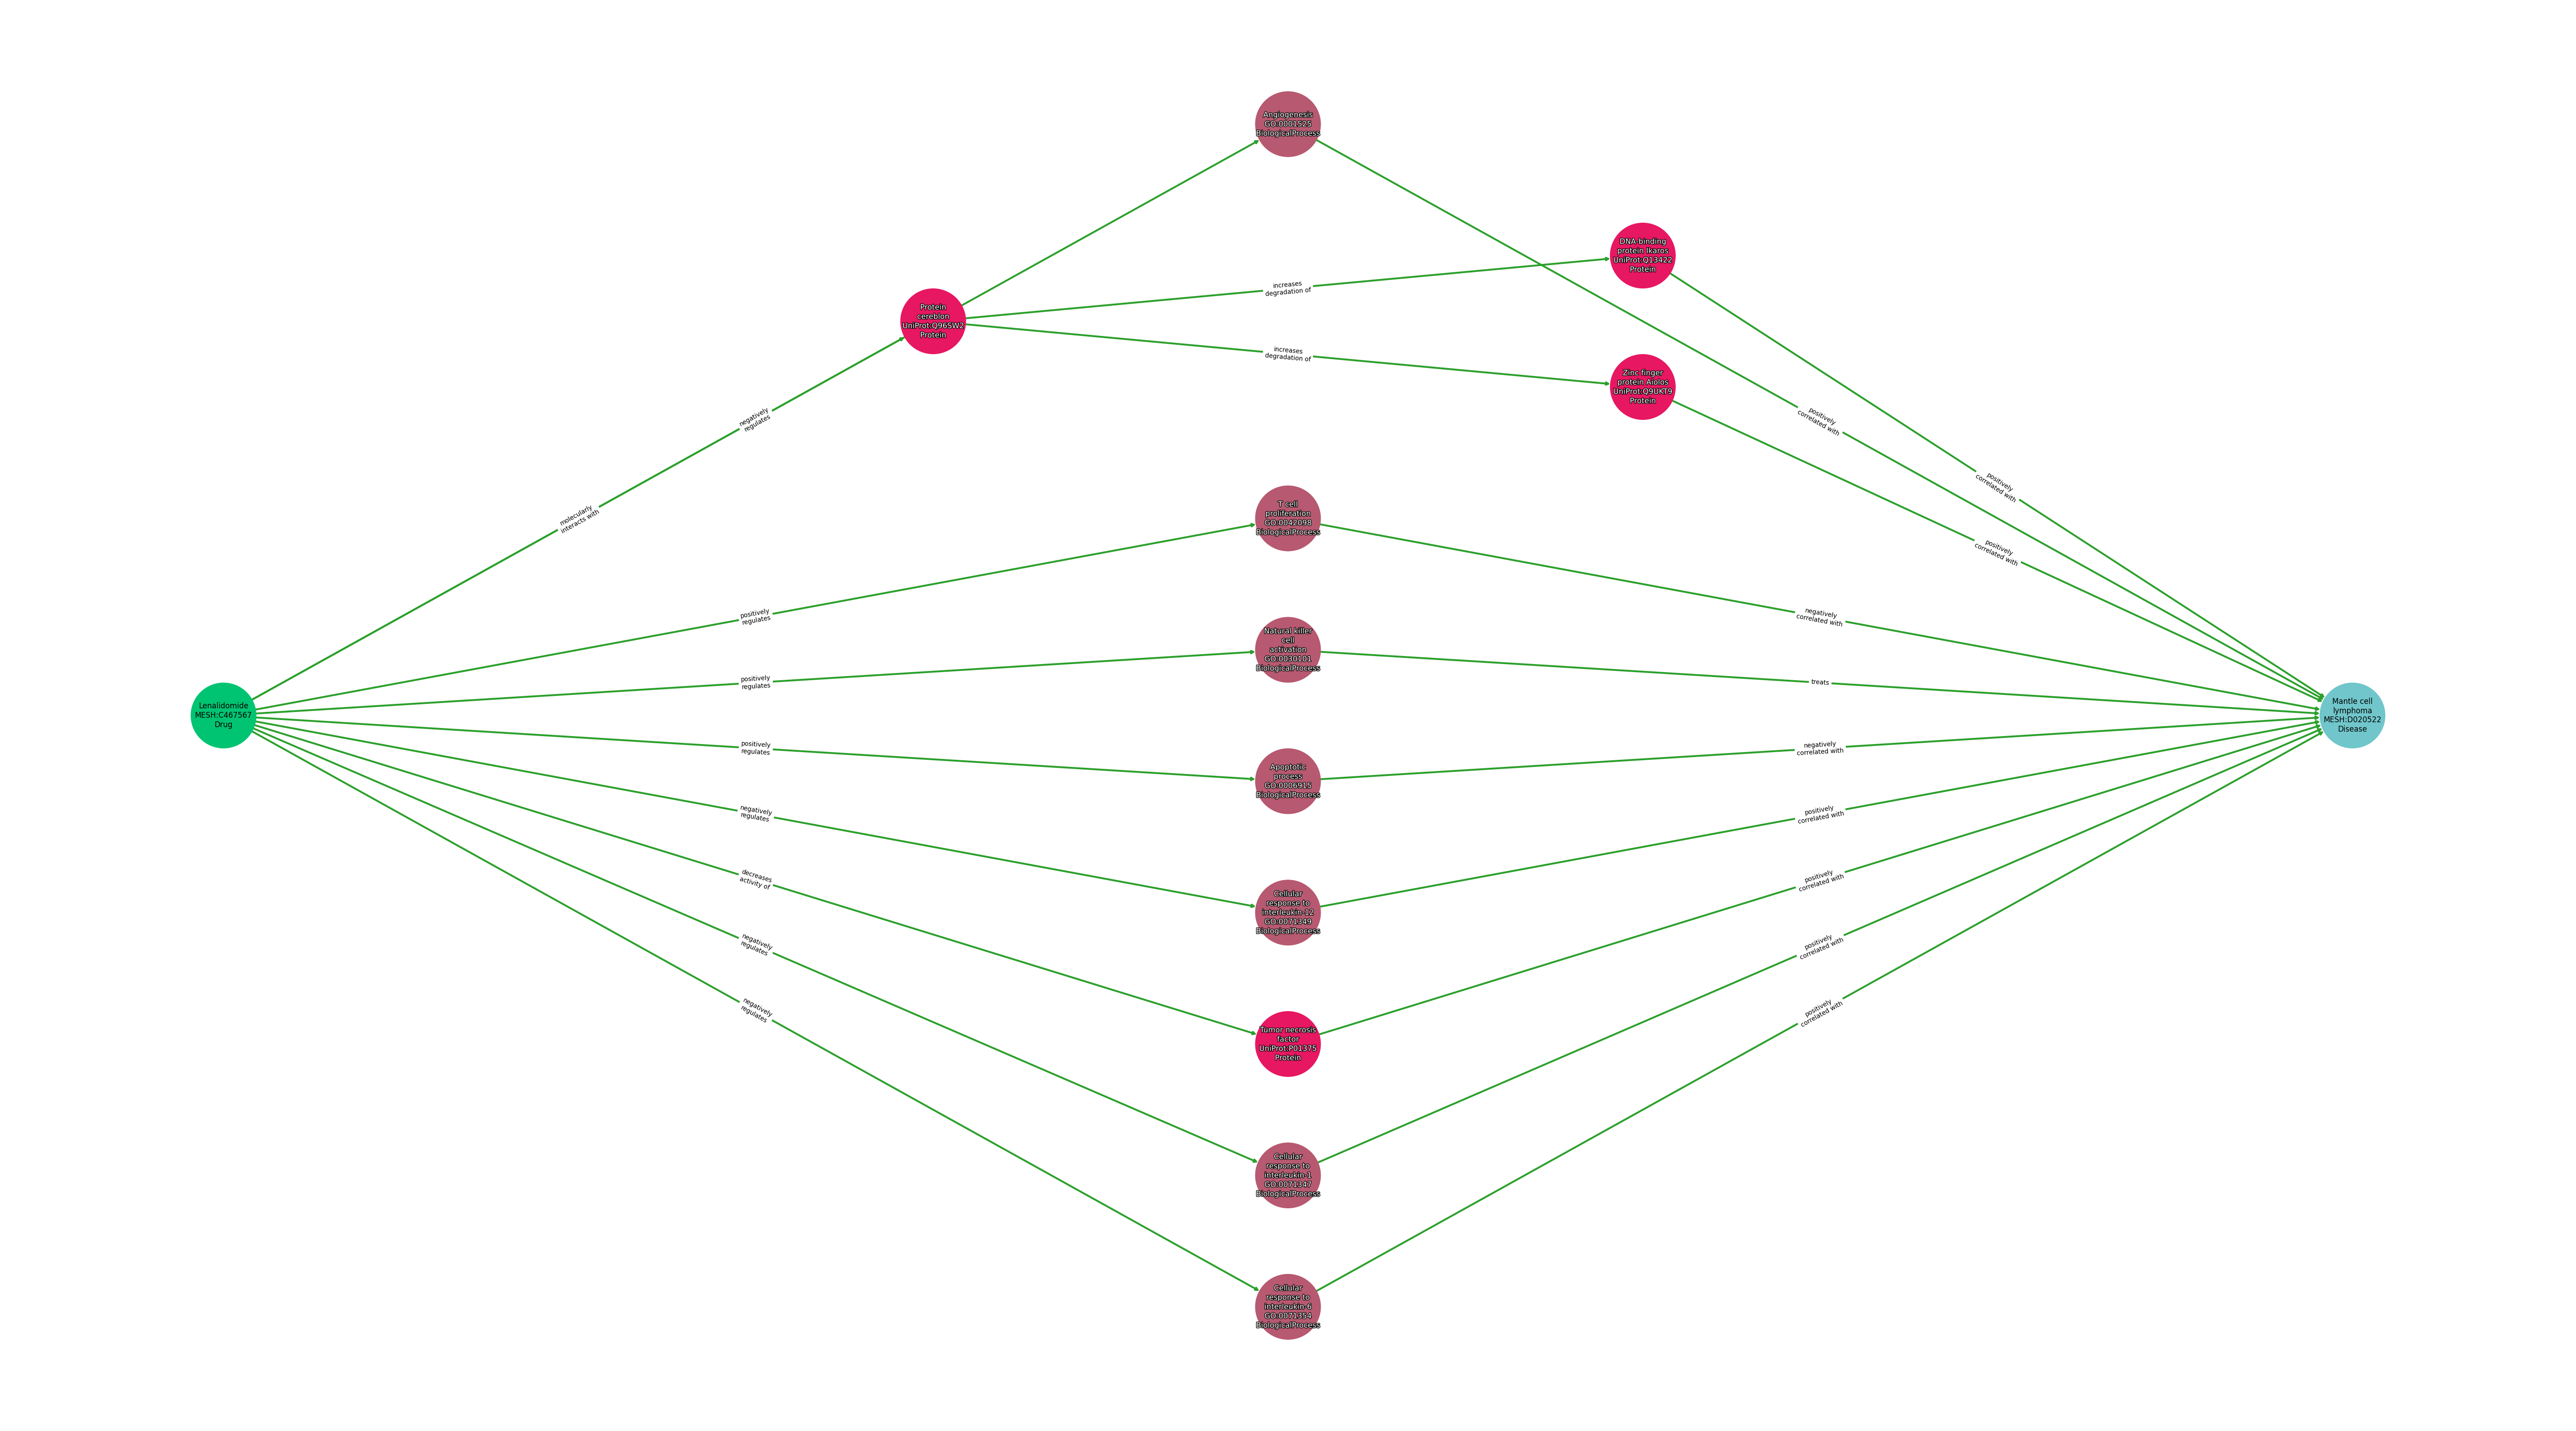 Angiogenesis
GO:0001525
BiologicalProcess
DNA binding
protein Ikaros
UniProt:Q13422
Protein
increases
degradation of
Protein
cereblon
UniProt:Q96SW2
Protein
increases
degradation of
Zinc finger
protein Aiolos
UniProt:Q9UKT9
Protein
negatively
regulates
positively
correlated with
positively
correlated with
molecularly
interacts with
T cell
proliferation
GO:0042098
BiologicalProcess
positively
correlated with
positively
regulates
negatively
correlated with
Natural killer
cell
activation
GO:0030101
BiologicalProcess
positively
regulates
treats
Lenalidomide
MESH:C467567
Drug
Mantle cell
lymphoma
MESH:D020522
Disease
positively
regulates
negatively
correlated with
Apoptotic
process
GO:0006915
BiologicalProcess
negatively
regulates
positively
correlated with
decreases
activity of
positively
correlated with
Cellular
response to
interleukin-12
GO:0071349
BiologicalProcess
negatively
regulates
positively
correlated with
negatively
regulates
positively
correlated with
Tumor necrosis
factor
UniProt:P01375
Protein
Cellular
response to
interleukin-1
GO:0071347
BiologicalProcess
Cellular
response to
interleukin-6
GO:0071354
BiologicalProcess